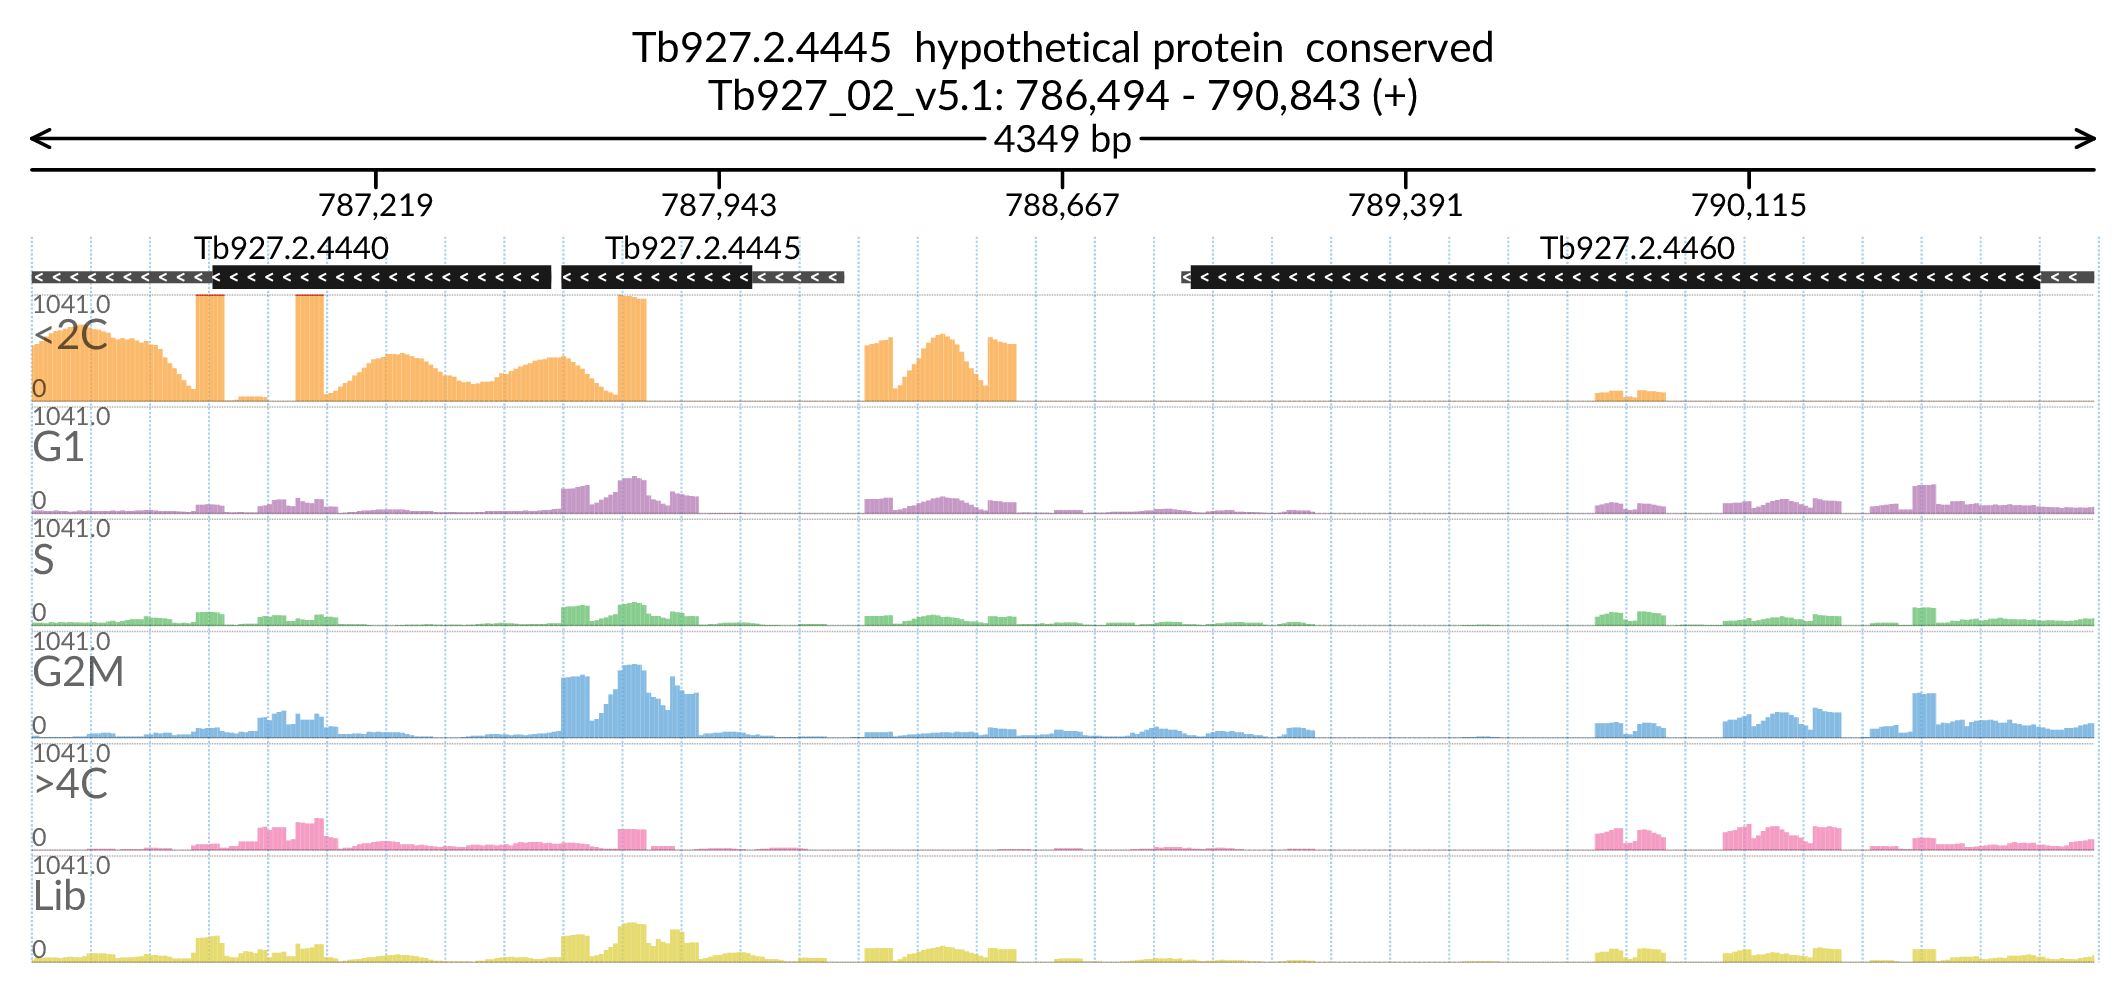 Tb927.2.4445 hypothetical protein conserved
Tb927_02_v5.1: 786,494 - 790,843 (+)
4349 bp
787,219 787,943 788,667 789,391 790,115
Tb927.2.4440 Tb927.2.4445 Tb927.2.4460
1041.0
<2C
0
1041.0
G1
0
1041.0
S
0
1041.0
G2M
0
1041.0
>4C
0
1041.0
Lib
0